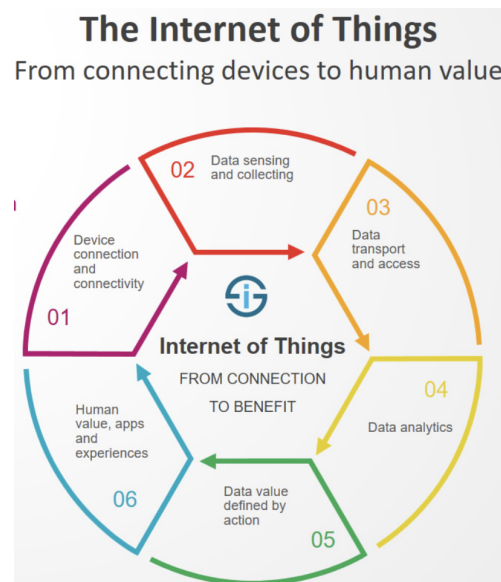 The Internet of Things
From connecting devices to human value
01
Device
connection
and
connectivity
02
Data sensing
and collecting
03
Data
transport
and access
04
Data analytics
05
Data value
defined by
action
06
Human
value, apps
and
experiences
Internet of Things
FROM CONNECTION
TO BENEFIT